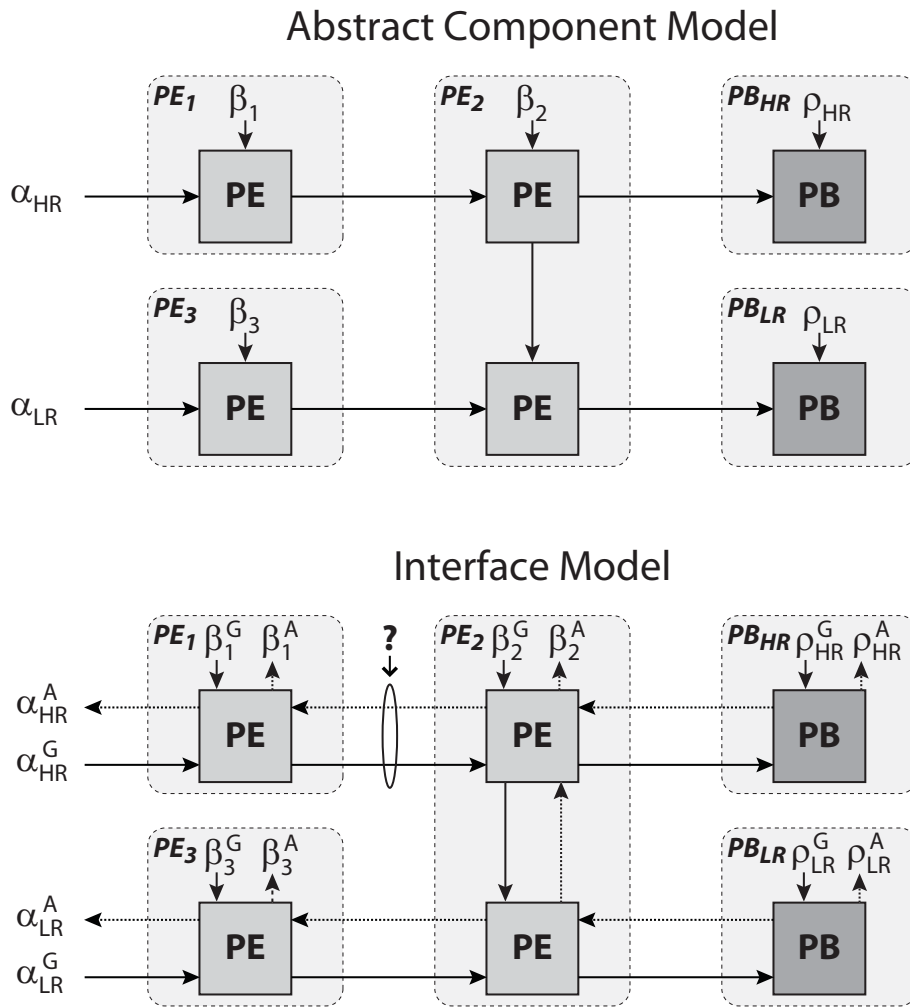 Abstract Component Model
PE1 β1 PE2 β2 PBHR ρHR
αHR PE PE PB
PE3 β3 PBLR ρLR
αLR PE PE PB
Interface Model
PE1 β1G β1A ? PE2 β2G β2A PBHR ρHRG ρHRA
αHRA
PE PE PB
αHRG
PE3 β3G β3A PBLR ρLRG ρLRA
αLRA
PE PE PB
αLRG